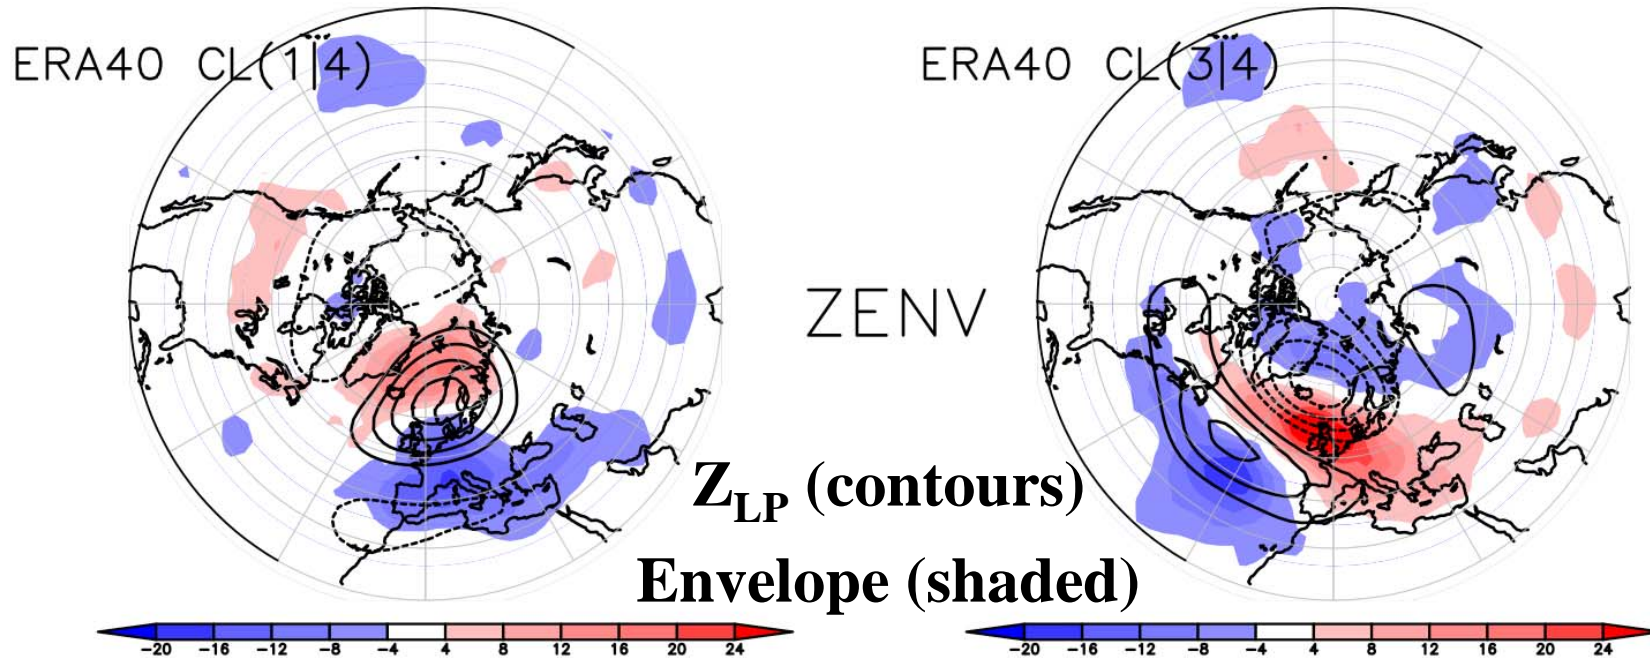 ERA40 CL(1|4)
ERA40 CL(3|4)
ZENV
Z_LP (contours)
Envelope (shaded)
-20 -16 -12 -8 -4 4 8 12 16 20 24
-20 -16 -12 -8 -4 4 8 12 16 20 24